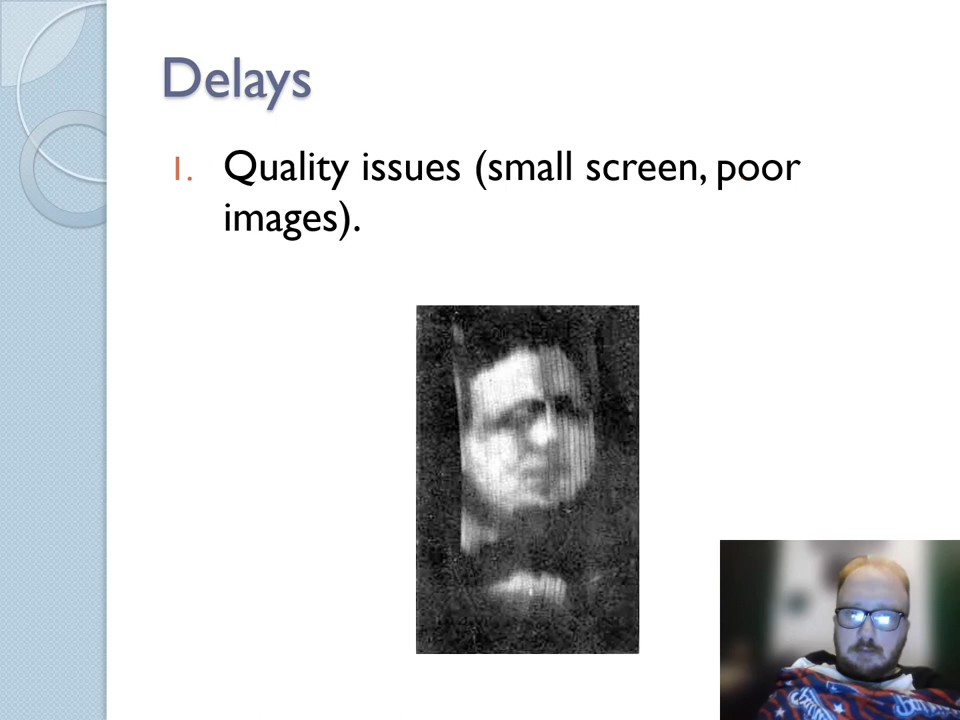 Delays
1. Quality issues (small screen, poor
images).